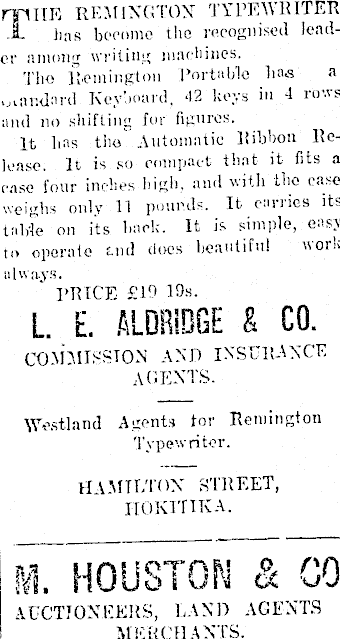 THE REMINGTON TYPEWRITER
has become the recognised lead-
er among writing machines.
The Remington Portable has a
standard Keyboard, 42 keys in 4 rows
and no shifting for figures.
It has the Automatic Ribbon Re-
lease. It is so compact that it fits a
case four inches high, and with the case
weighs only 11 pounds. It carries its
table on its back. It is simple, easy
to operate and does beautiful work
always.
PRICE £19 19s.
L. E. ALDRIDGE & CO.
COMMISSION AND INSURANCE
AGENTS.
Westland Agents for Remington
Typewriter.
HAMILTON STREET,
HOKITIKA.
M. HOUSTON & CO
AUCTIONEERS, LAND AGENTS
MERCHANTS.